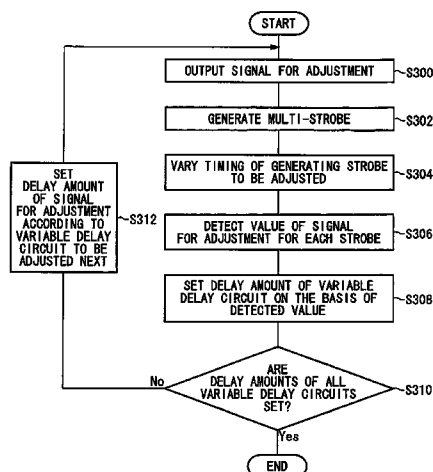 START
OUTPUT SIGNAL FOR ADJUSTMENT
S300
GENERATE MULTI-STROBE
S302
VARY TIMING OF GENERATING STROBE
TO BE ADJUSTED
S304
DETECT VALUE OF SIGNAL
FOR ADJUSTMENT FOR EACH STROBE
S306
SET DELAY AMOUNT OF VARIABLE
DELAY CIRCUIT ON THE BASIS OF
DETECTED VALUE
S308
ARE
DELAY AMOUNTS OF ALL
VARIABLE DELAY CIRCUITS
SET?
S310
No
Yes
SET
DELAY AMOUNT
OF SIGNAL
FOR ADJUSTMENT
ACCORDING TO
VARIABLE DELAY
CIRCUIT TO BE
ADJUSTED NEXT
S312
END